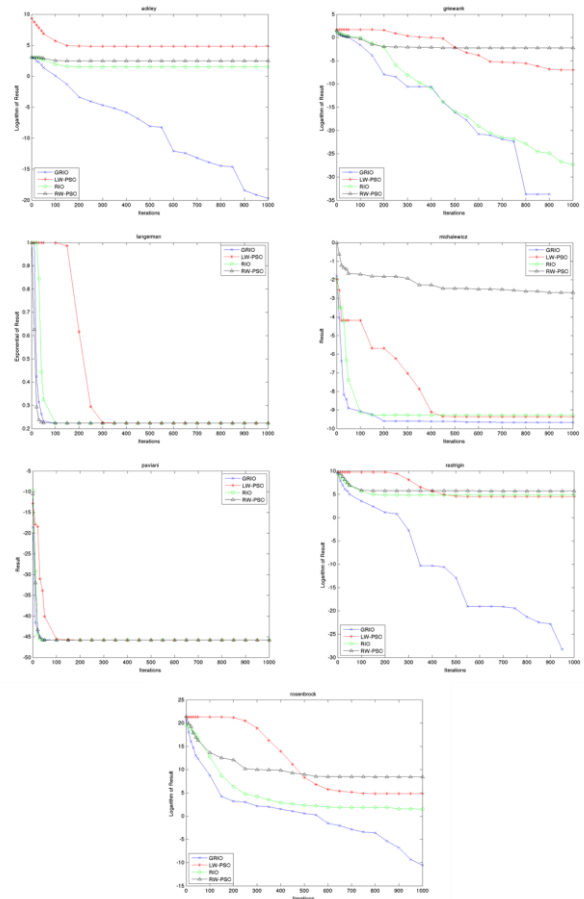 ackley
Logarithm of Result
5
0
-5
-10
-15
-20
GRIO
LW-PSO
RIO
RW-PSO
0 100 200 300 400 500 600 700 800 900 1000
Iterations
griewank
Logarithm of Result
5
0
-5
-10
-15
-20
-25
-30
-35
GRIO
LW-PSO
RIO
RW-PSO
0 100 200 300 400 500 600 700 800 900 1000
Iterations
langerman
Exponential of Result
1
0.9
0.8
0.7
0.6
0.5
0.4
0.3
0.2
GRIO
LW-PSO
RIO
RW-PSO
0 100 200 300 400 500 600 700 800 900 1000
Iterations
michalewicz
Result
0
-1
-2
-3
-4
-5
-6
-7
-8
-9
-10
GRIO
LW-PSO
RIO
RW-PSO
0 100 200 300 400 500 600 700 800 900 1000
Iterations
paviani
Result
-5
-10
-15
-20
-25
-30
-35
-40
-45
-50
GRIO
LW-PSO
RIO
RW-PSO
0 100 200 300 400 500 600 700 800 900 1000
Iterations
rastrigin
Logarithm of Result
10
5
0
-5
-10
-15
-20
-25
-30
GRIO
LW-PSO
RIO
RW-PSO
0 100 200 300 400 500 600 700 800 900 1000
Iterations
rosenbrock
Logarithm of Result
25
20
15
10
5
0
-5
-10
-15
GRIO
LW-PSO
RIO
RW-PSO
0 100 200 300 400 500 600 700 800 900 1000
Iterations